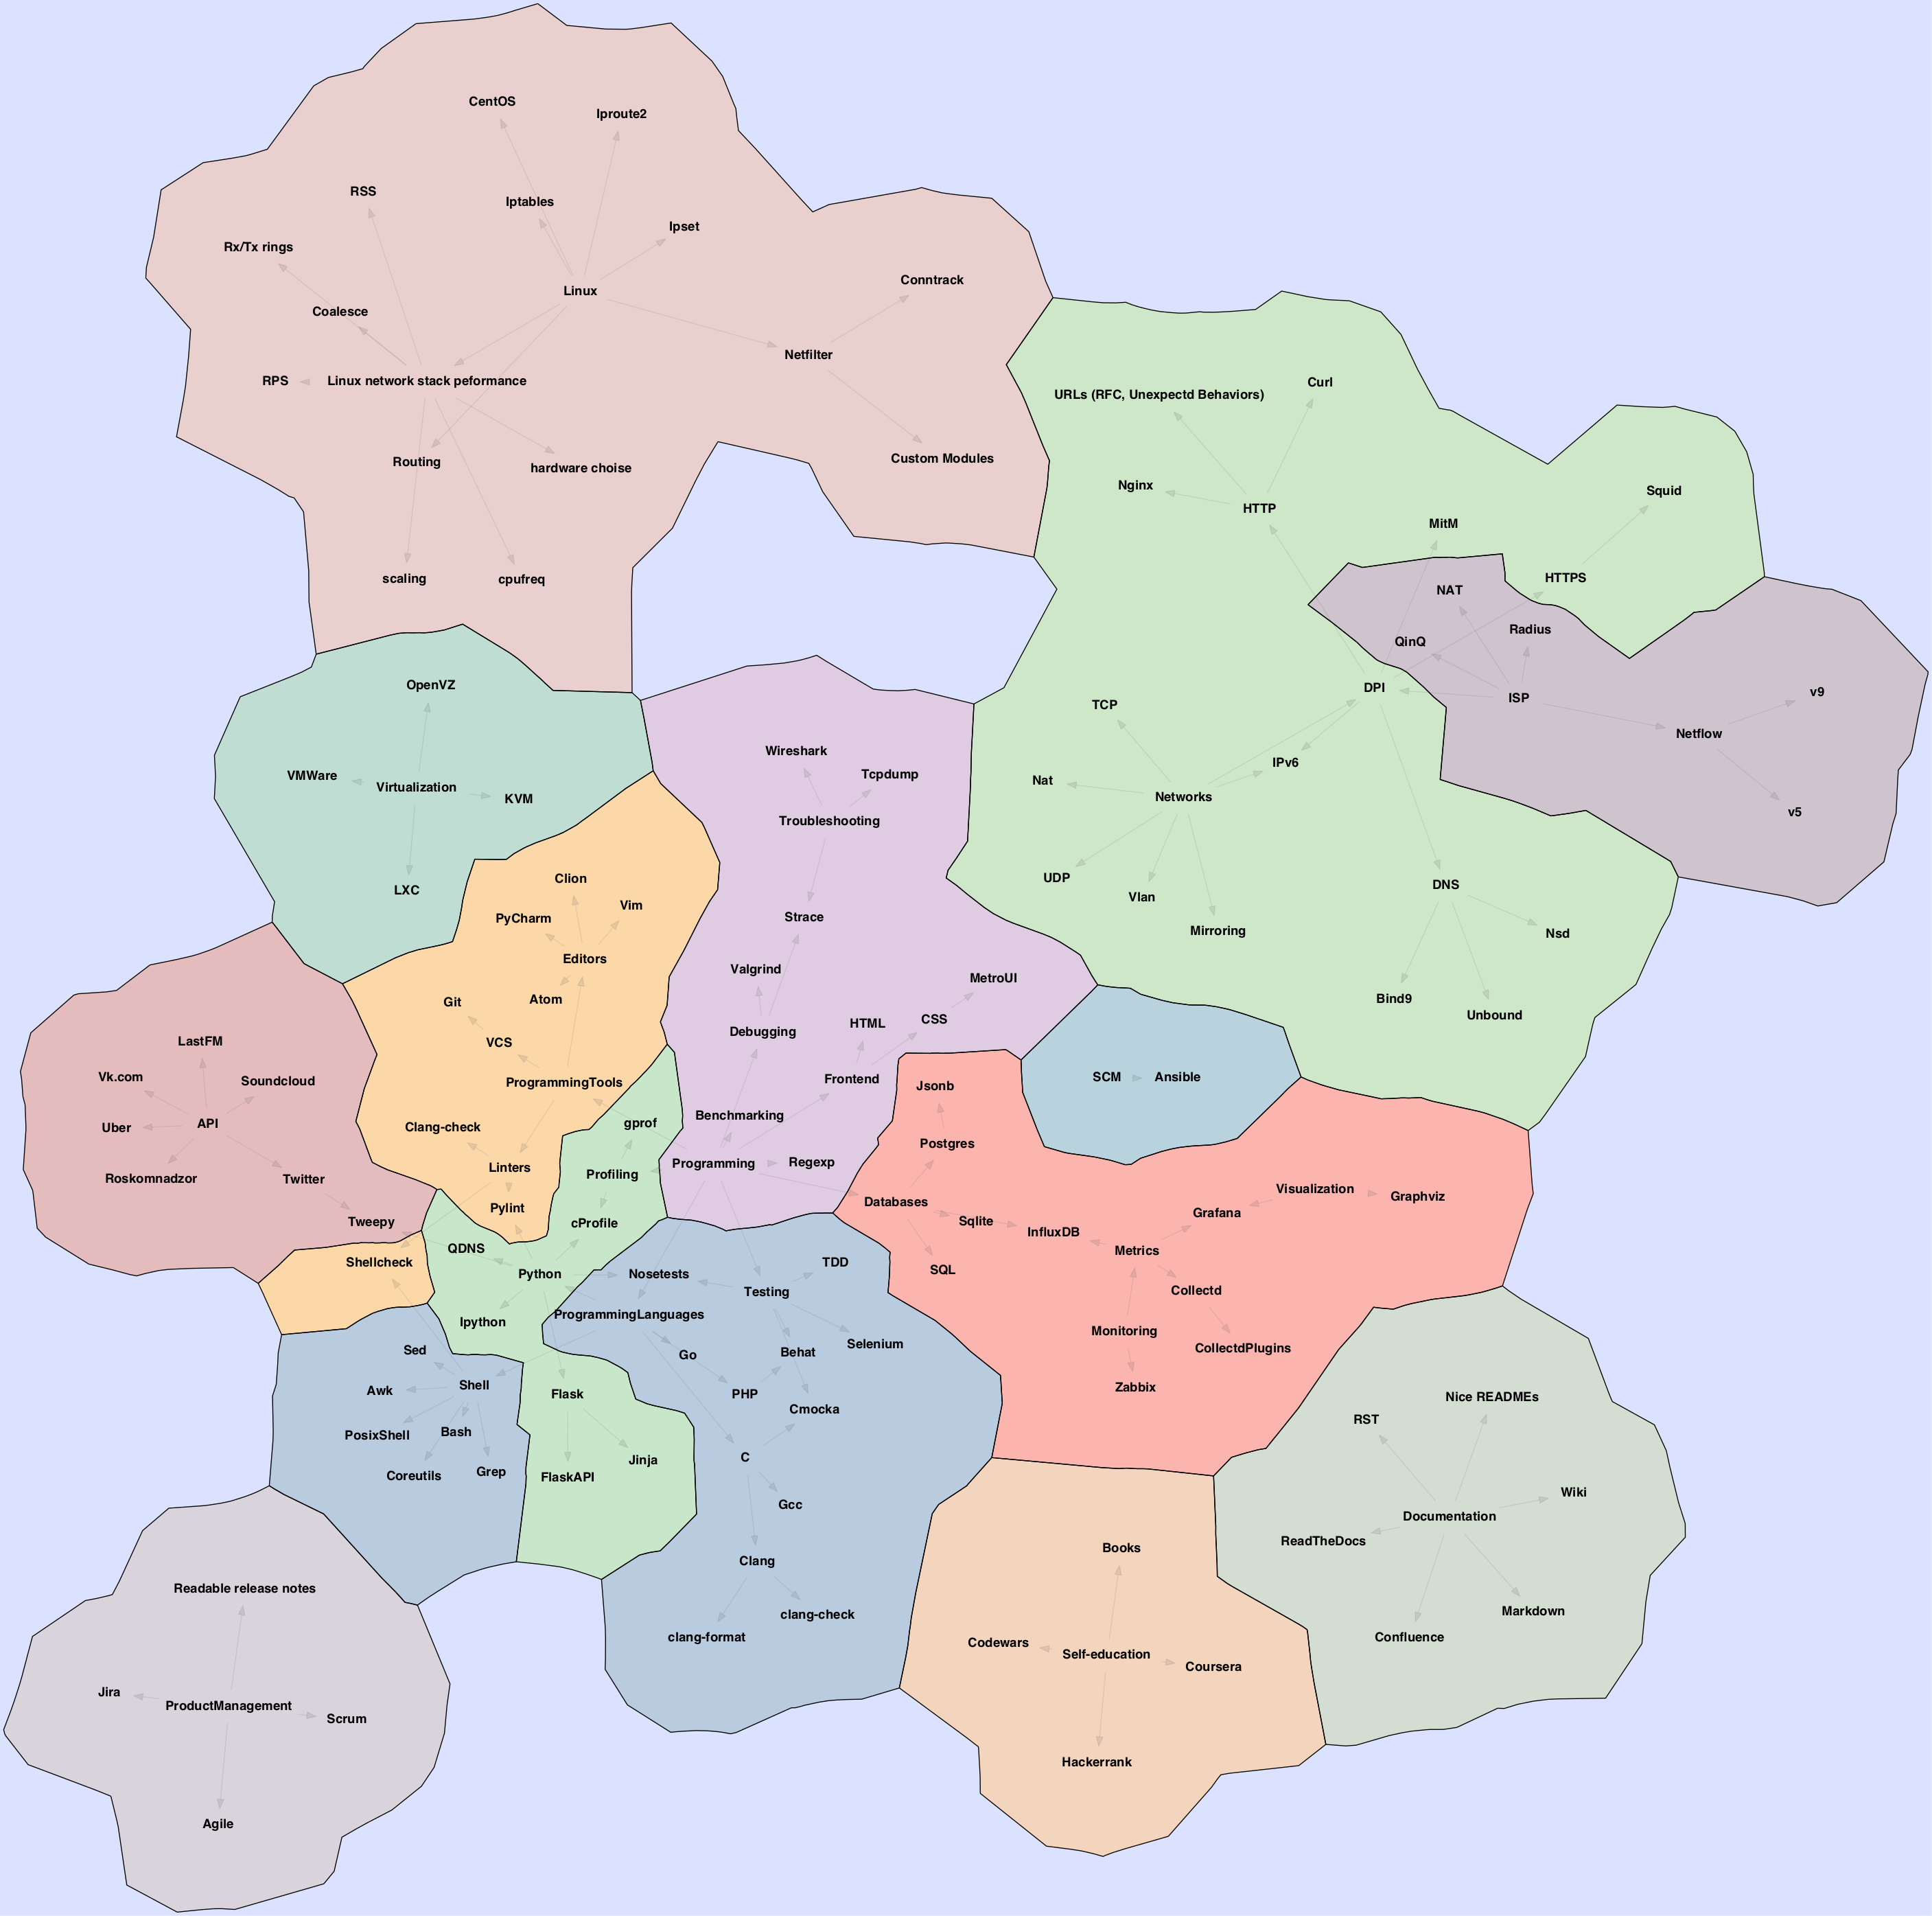 CentOS
Iproute2
RSS
Iptables
Ipset
Rx/Tx rings
Conntrack
Linux
Coalesce
Netfilter
RPS
Linux network stack peformance
Custom Modules
Routing
hardware choise
scaling
cpufreq
URLs (RFC, Unexpectd Behaviors)
Curl
Nginx
HTTP
Squid
MitM
HTTPS
NAT
Radius
QinQ
DPI
ISP
v9
Netflow
v5
TCP
IPv6
Nat
Networks
UDP
Vlan
Mirroring
DNS
Nsd
Bind9
Unbound
OpenVZ
VMWare
Virtualization
KVM
LXC
Wireshark
Tcpdump
Troubleshooting
Strace
Valgrind
MetroUI
Debugging
HTML
CSS
Frontend
Benchmarking
Programming
Regexp
Clion
PyCharm
Vim
Editors
Git
Atom
VCS
ProgrammingTools
Clang-check
Linters
Pylint
gprof
Profiling
cProfile
LastFM
Vk.com
Soundcloud
API
Uber
Roskomnadzor
Twitter
Tweepy
Shellcheck
QDNS
Python
Ipython
SCM
Ansible
Jsonb
Postgres
Databases
Sqlite
InfluxDB
SQL
Visualization
Graphviz
Grafana
Metrics
Collectd
Monitoring
CollectdPlugins
Zabbix
Nosetests
TDD
Testing
ProgrammingLanguages
Selenium
Go
Behat
PHP
Cmocka
C
Gcc
Clang
clang-check
clang-format
Sed
Shell
Awk
PosixShell
Bash
Coreutils
Grep
Flask
FlaskAPI
Jinja
Nice READMEs
RST
Wiki
Documentation
ReadTheDocs
Markdown
Confluence
Books
Codewars
Self-education
Coursera
Hackerrank
Readable release notes
Jira
ProductManagement
Scrum
Agile